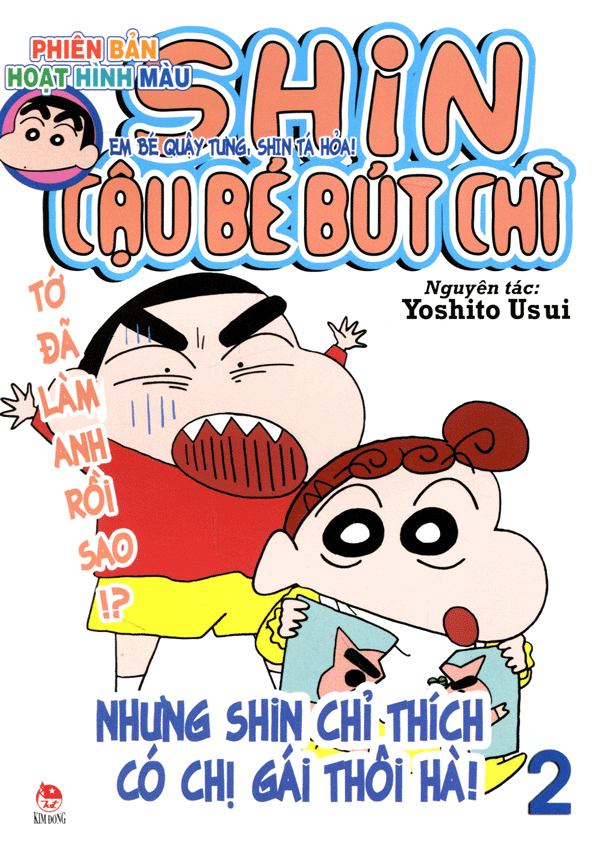 PHIÊN BẢN
HOẠT HÌNH MÀU
SHiN
EM BÉ QUẬY TƯNG, SHIN TÁ HỎA!
CẬU BÉ BÚT CHÌ
Nguyên tác:
Yoshito Usui
TỚ
ĐÃ
LÀM
ANH
RỒI
SAO
!?
NHƯNG SHiN CHỈ THÍCH
CÓ CHỊ GÁI THÔI HÀ!
2
KIM ĐỒNG